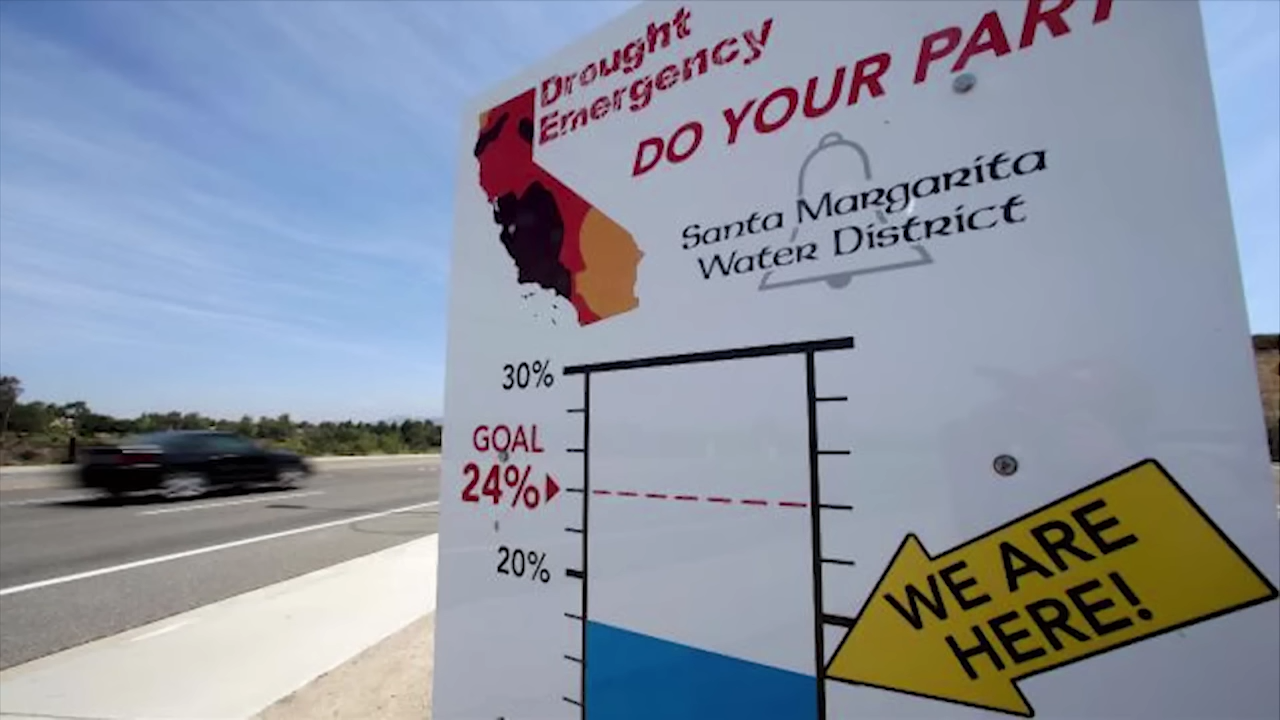 Drought
Emergency
DO YOUR PART
Santa Margarita
Water District
30%
GOAL
24%
20%
WE ARE
HERE!